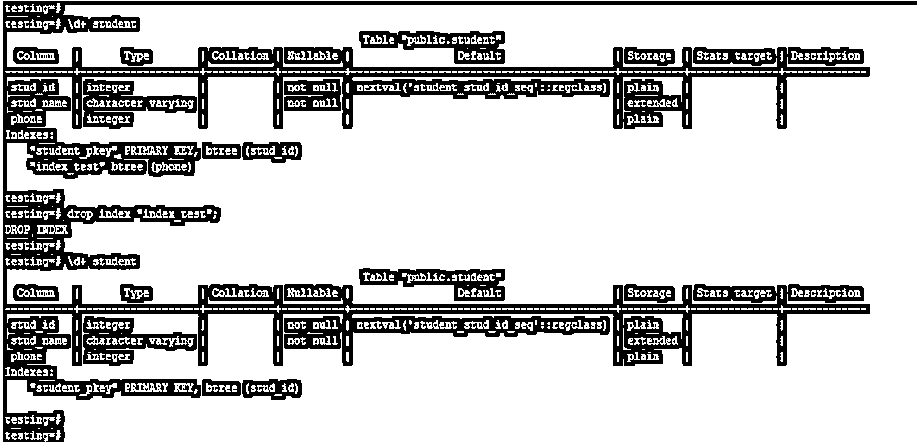 testing=#
testing=# \d+ student
Table "public.student"
Column | Type | Collation | Nullable | Default | Storage | Stats target | Description
stud_id | integer | | not null | nextval('student_stud_id_seq'::regclass) | plain | |
stud_name | character varying | | not null | | extended | |
phone | integer | | | | plain | |
Indexes:
"student_pkey" PRIMARY KEY, btree (stud_id)
"index_test" btree (phone)
testing=#
testing=# drop index "index_test";
DROP INDEX
testing=#
testing=# \d+ student
Table "public.student"
Column | Type | Collation | Nullable | Default | Storage | Stats target | Description
stud_id | integer | | not null | nextval('student_stud_id_seq'::regclass) | plain | |
stud_name | character varying | | not null | | extended | |
phone | integer | | | | plain | |
Indexes:
"student_pkey" PRIMARY KEY, btree (stud_id)
testing=#
testing=#